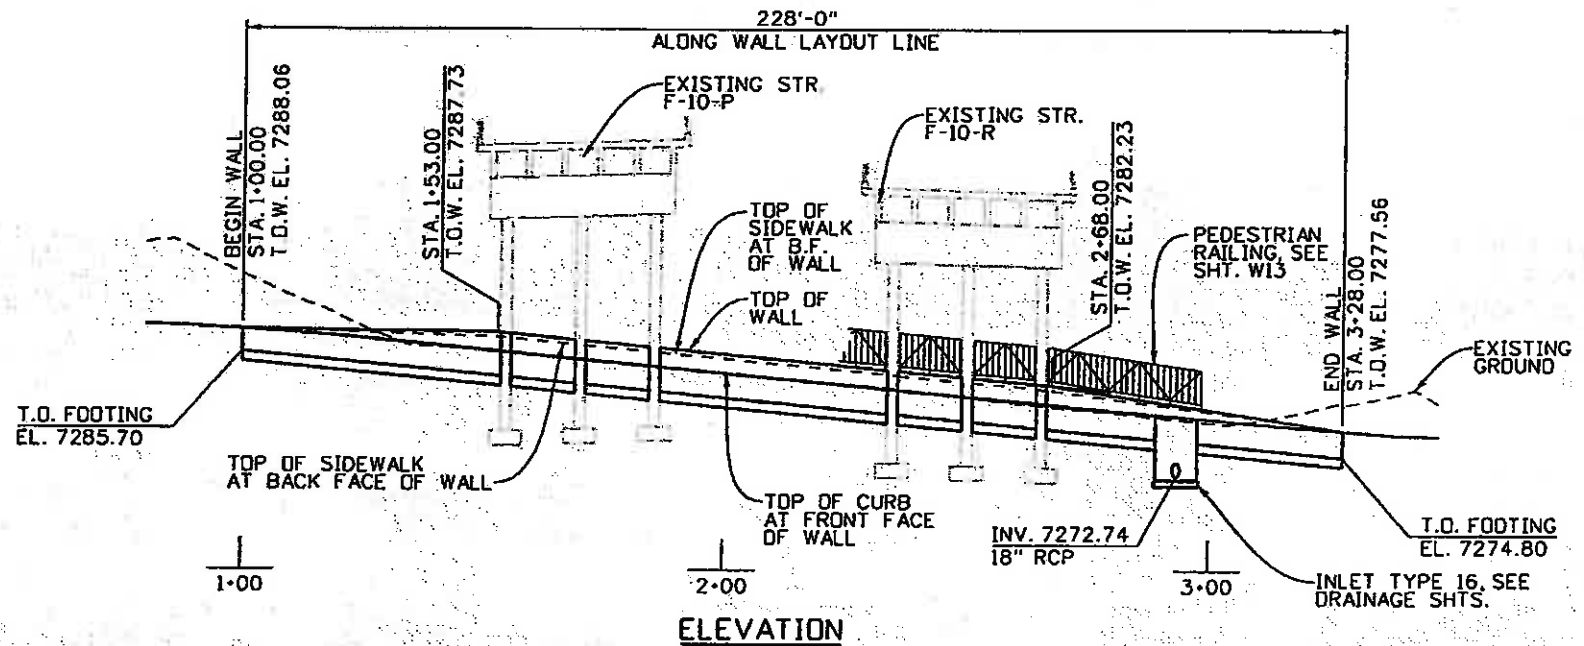 228'-0"
ALONG WALL LAYOUT LINE
BEGIN WALL
STA. 1+00.00
T.O.W. EL. 7288.06
STA. 1+53.00
T.O.W. EL. 7287.73
EXISTING STR.
F-10-P
EXISTING STR.
F-10-R
STA. 2+68.00
T.O.W. EL. 7282.23
TOP OF
SIDEWALK
AT B.F.
OF WALL
TOP OF
WALL
PEDESTRIAN
RAILING, SEE
SHT. W13
END WALL
STA. 3+28.00
T.O.W. EL. 7277.56
EXISTING
GROUND
T.O. FOOTING
EL. 7285.70
TOP OF SIDEWALK
AT BACK FACE OF WALL
TOP OF CURB
AT FRONT FACE
OF WALL
INV. 7272.74
18" RCP
T.O. FOOTING
EL. 7274.80
INLET TYPE 16, SEE
DRAINAGE SHTS.
1+00
2+00
3+00
ELEVATION